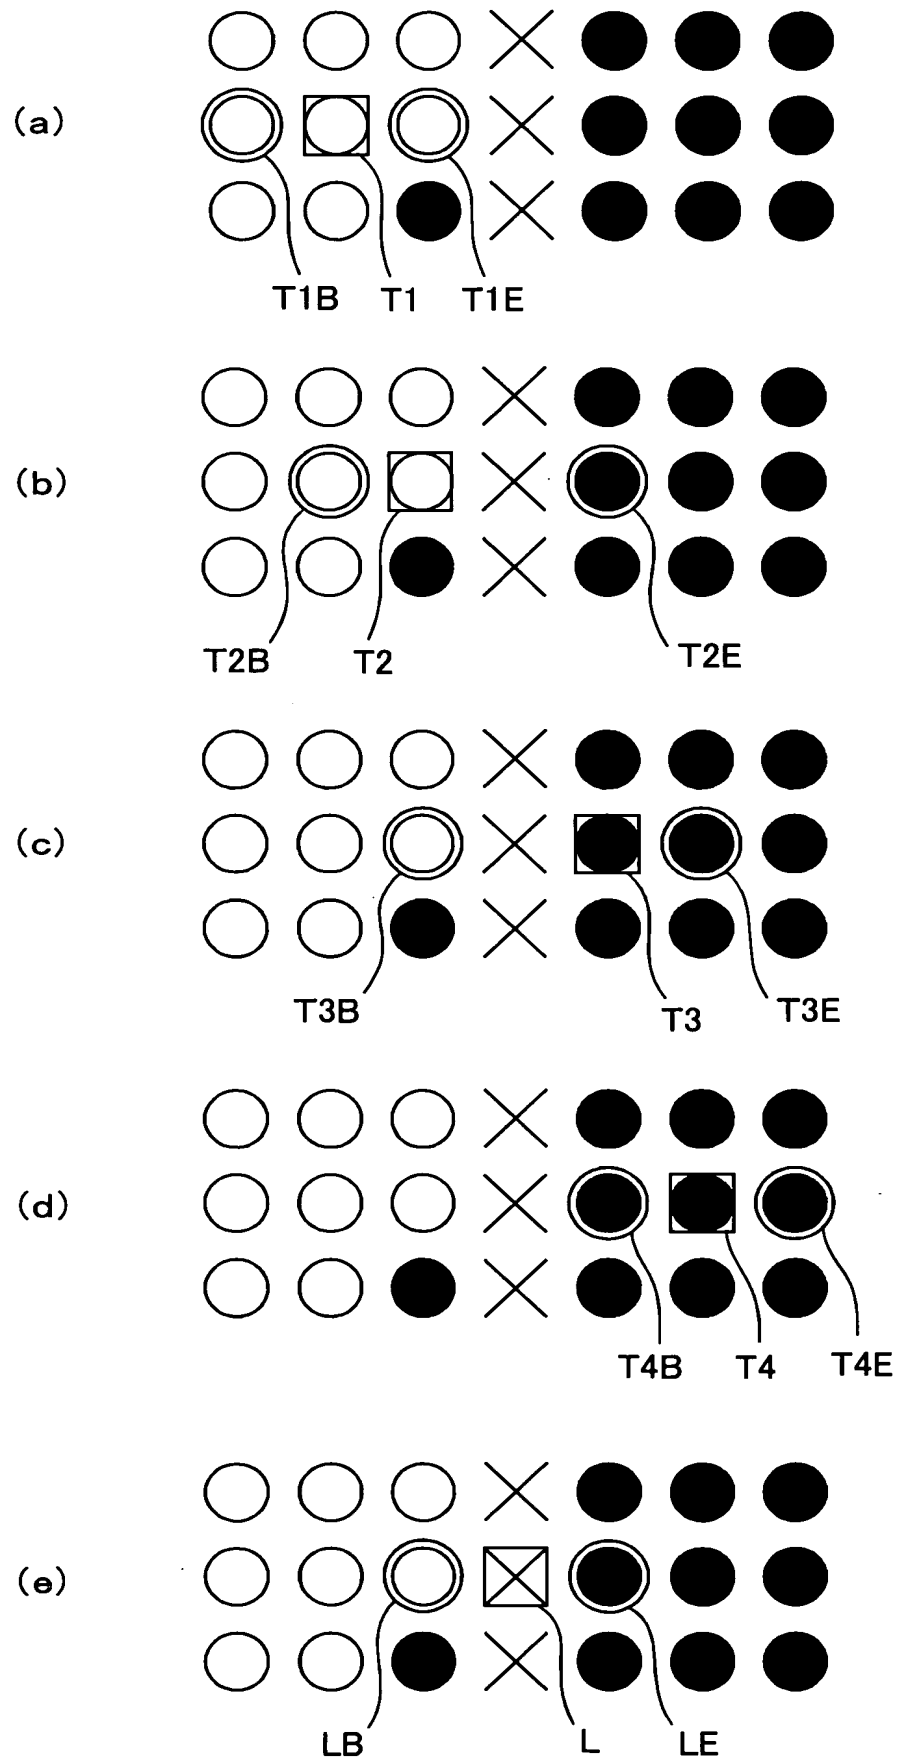 (a)
T1B T1 T1E
(b)
T2B T2 T2E
(c)
T3B T3 T3E
(d)
T4B T4 T4E
(e)
LB L LE